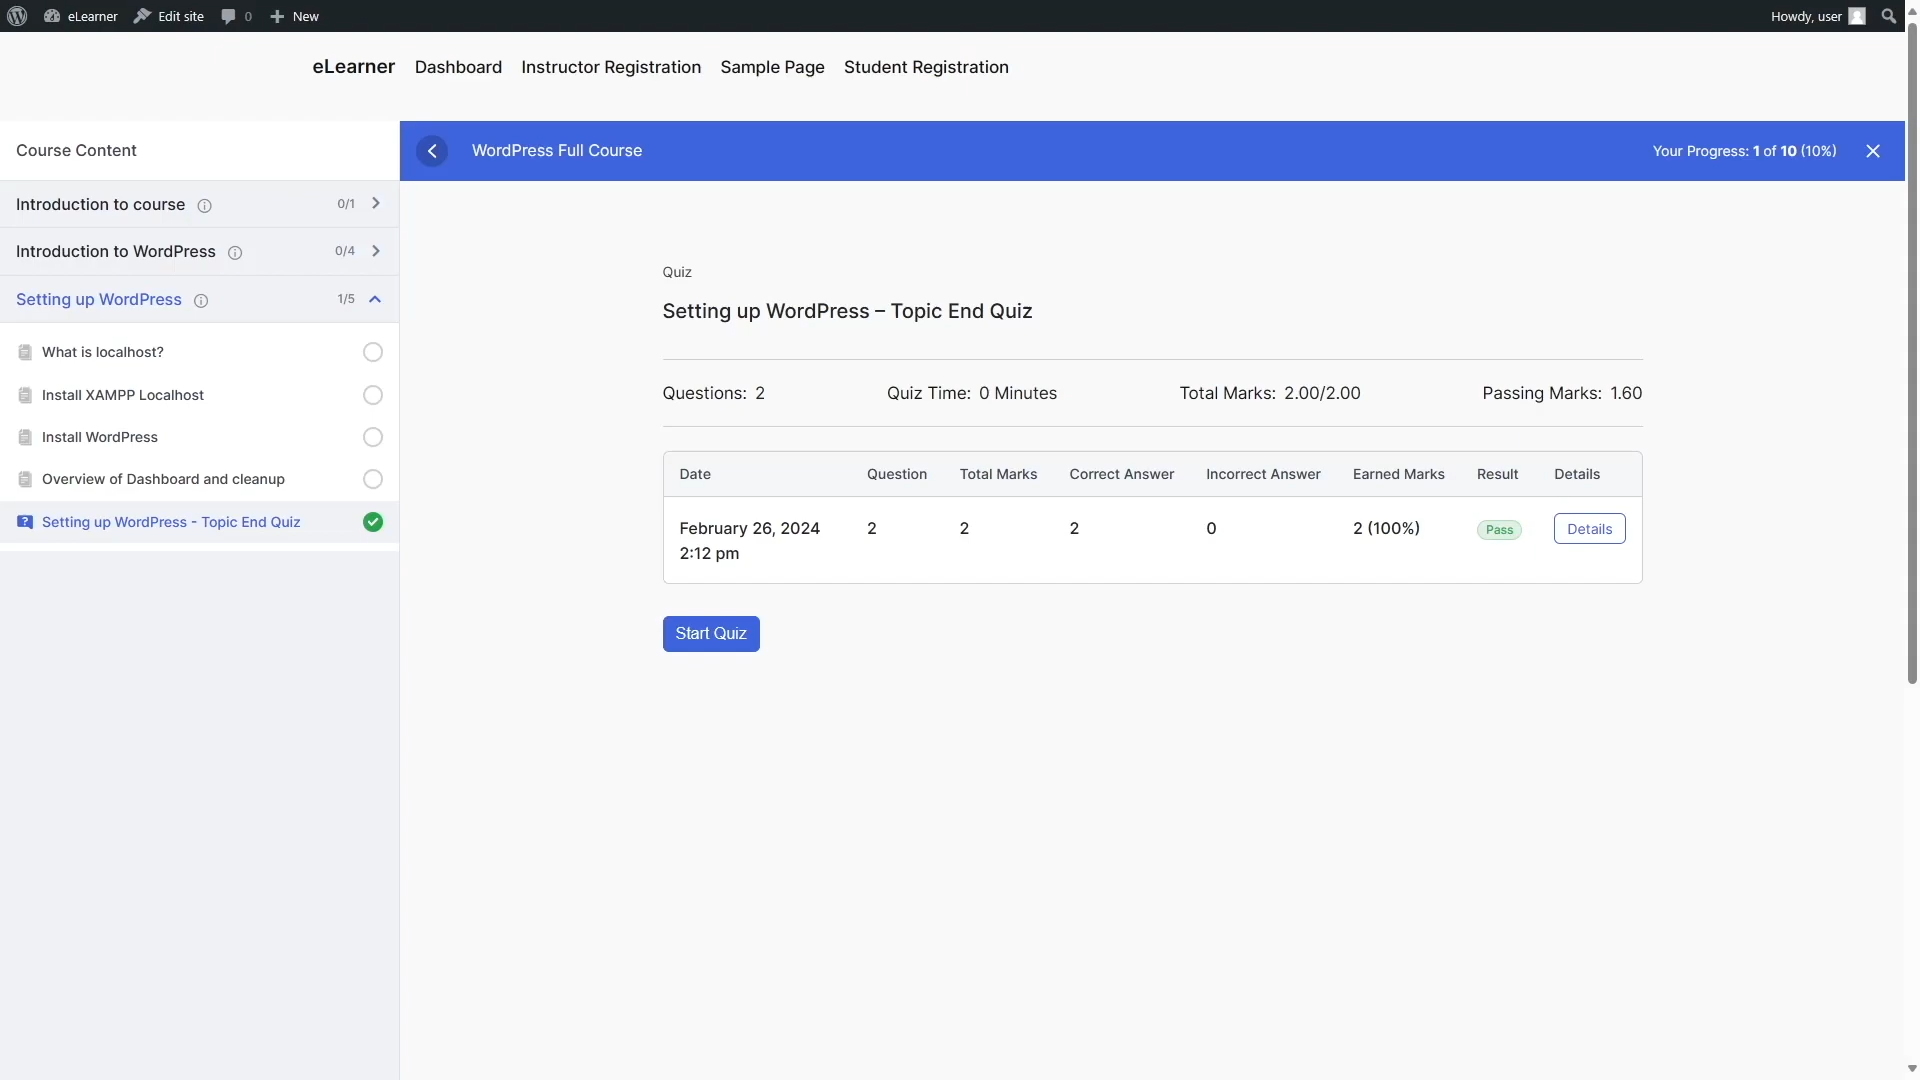 eLearner Edit site 0 New Howdy, user
eLearner Dashboard Instructor Registration Sample Page Student Registration
Course Content
WordPress Full Course Your Progress: 1 of 10 (10%)
Introduction to course 0/1
Introduction to WordPress 0/4
Setting up WordPress 1/5
What is localhost?
Install XAMPP Localhost
Install WordPress
Overview of Dashboard and cleanup
Setting up WordPress - Topic End Quiz
Quiz
Setting up WordPress – Topic End Quiz
Questions: 2 Quiz Time: 0 Minutes Total Marks: 2.00/2.00 Passing Marks: 1.60
Date Question Total Marks Correct Answer Incorrect Answer Earned Marks Result Details
February 26, 2024 2 2 2 0 2 (100%) Pass Details
2:12 pm
Start Quiz